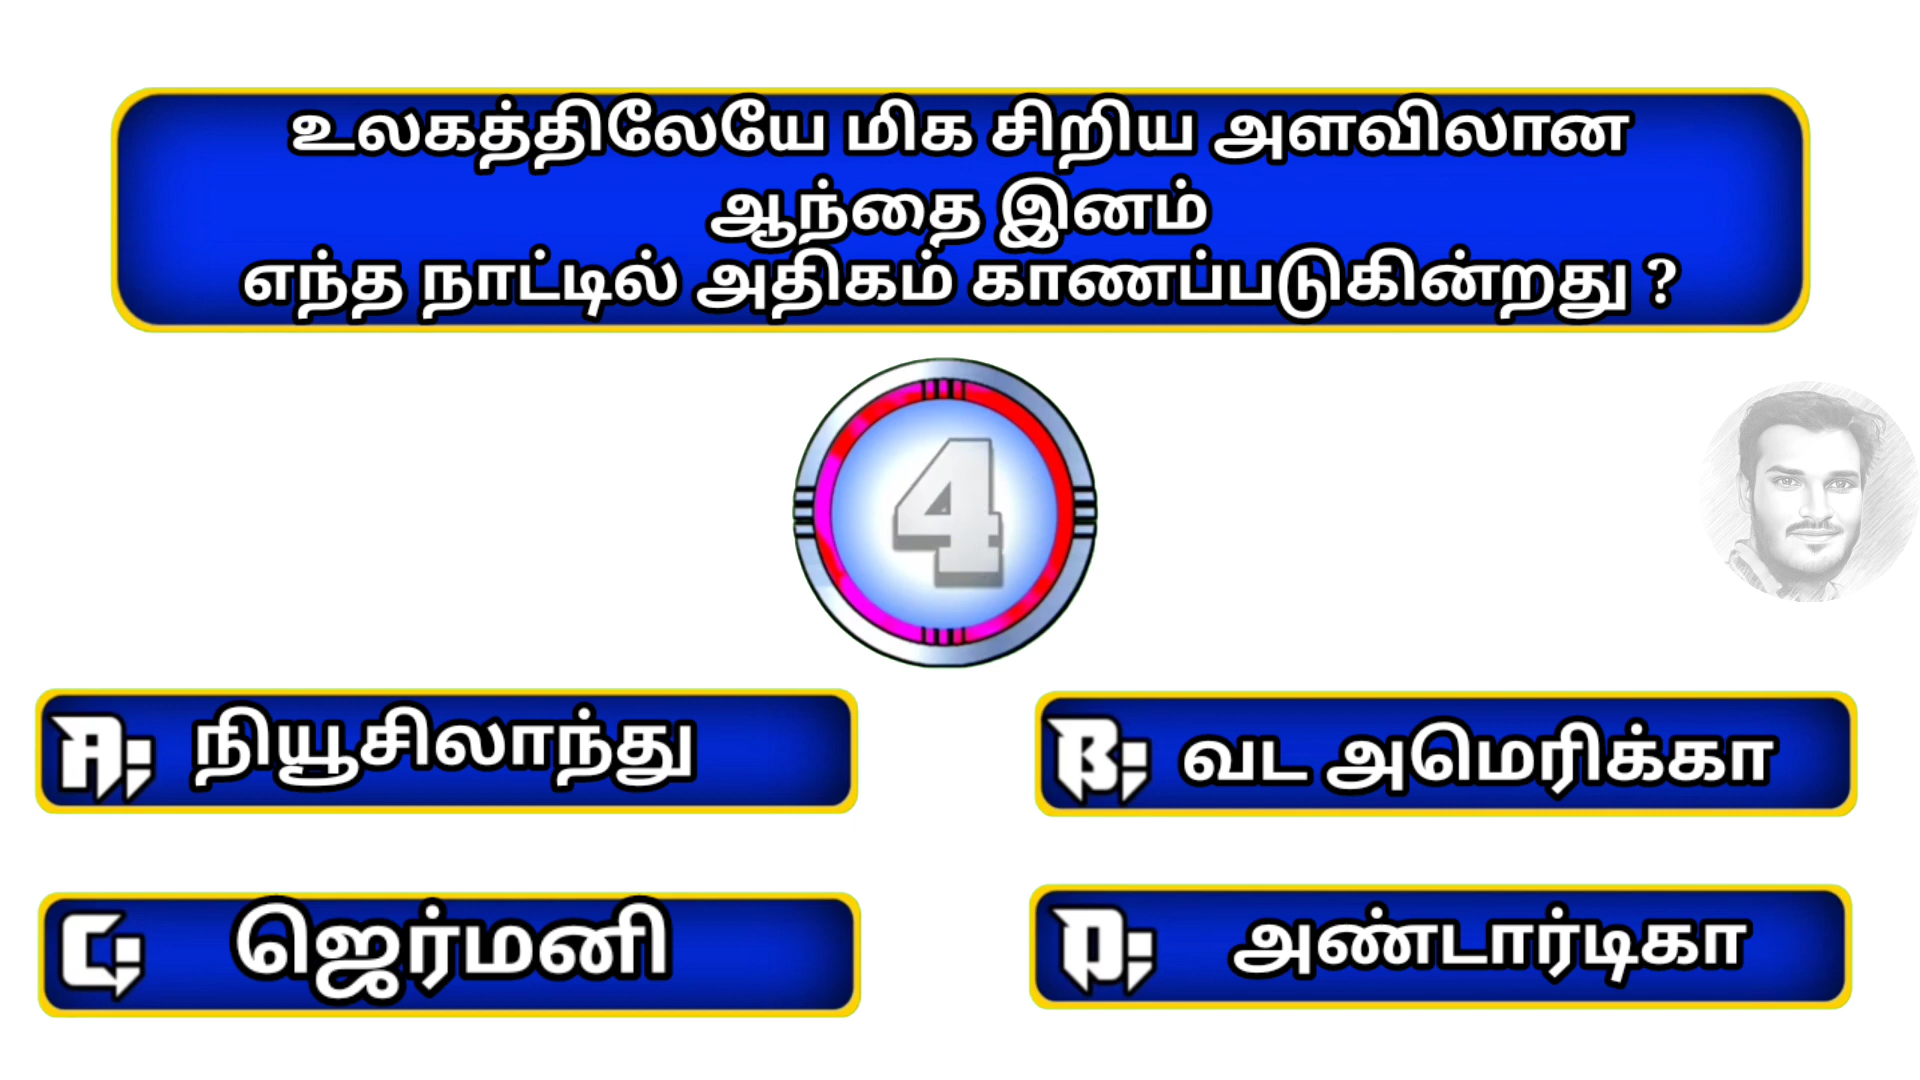 உலகத்திலேயே மிக சிறிய அளவிலான
ஆந்தை இனம்
எந்த நாட்டில் அதிகம் காணப்படுகின்றது ?
4
A: நியூசிலாந்து
B: வட அமெரிக்கா
C: ஜெர்மனி
D: அண்டார்டிகா